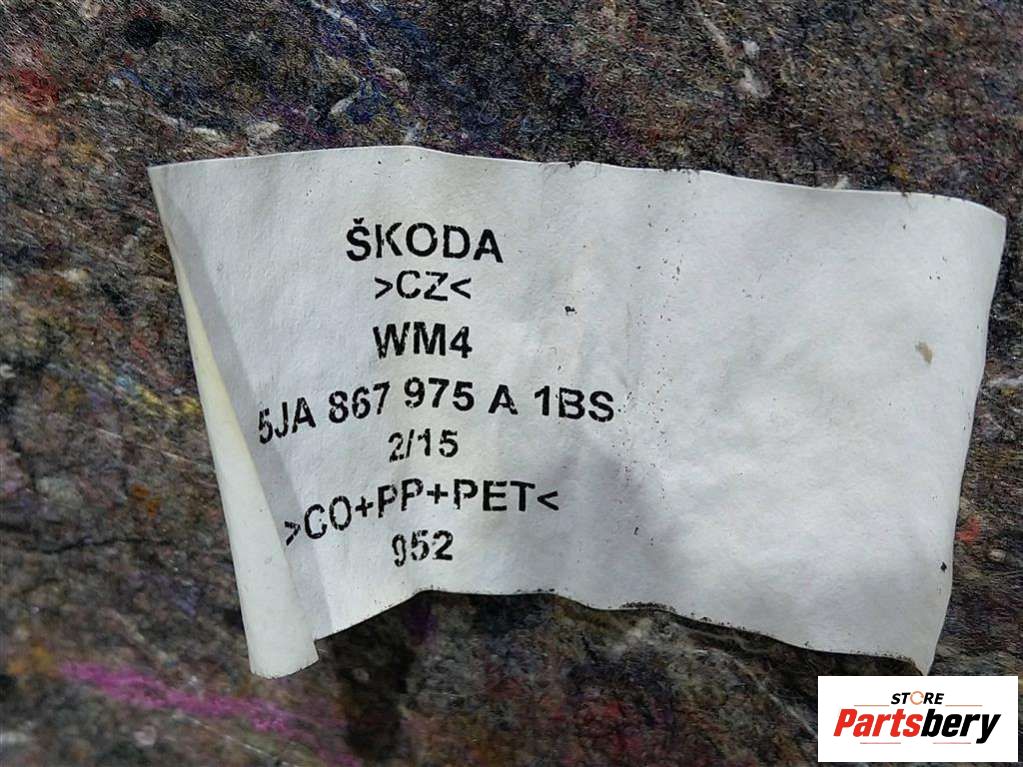 ŠKODA
>CZ<
WM4
5JA 867 975 A 1BS
2/15
>CO+PP+PET<
952
STORE
Partsbery